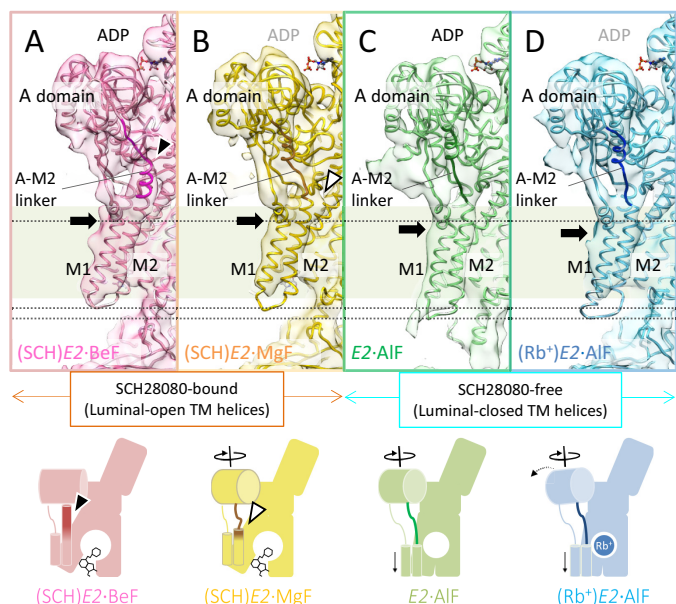 A
ADP
A domain
A-M2
linker
M1
M2
(SCH)E2·BeF
B
ADP
A domain
A-M2
linker
M1
M2
(SCH)E2·MgF
C
ADP
A domain
A-M2
linker
M1
M2
E2·AlF
D
ADP
A domain
A-M2
linker
M1
M2
(Rb⁺)E2·AlF
SCH28080-bound
(Luminal-open TM helices)
SCH28080-free
(Luminal-closed TM helices)
Rb⁺
(SCH)E2·BeF
(SCH)E2·MgF
E2·AlF
(Rb⁺)E2·AlF